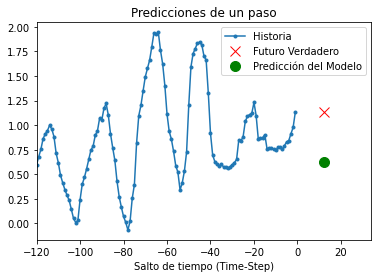 Predicciones de un paso
Historia
Futuro Verdadero
Predicción del Modelo
2.00
1.75
1.50
1.25
1.00
0.75
0.50
0.25
0.00
−120 −100 −80 −60 −40 −20 0 20
Salto de tiempo (Time-Step)